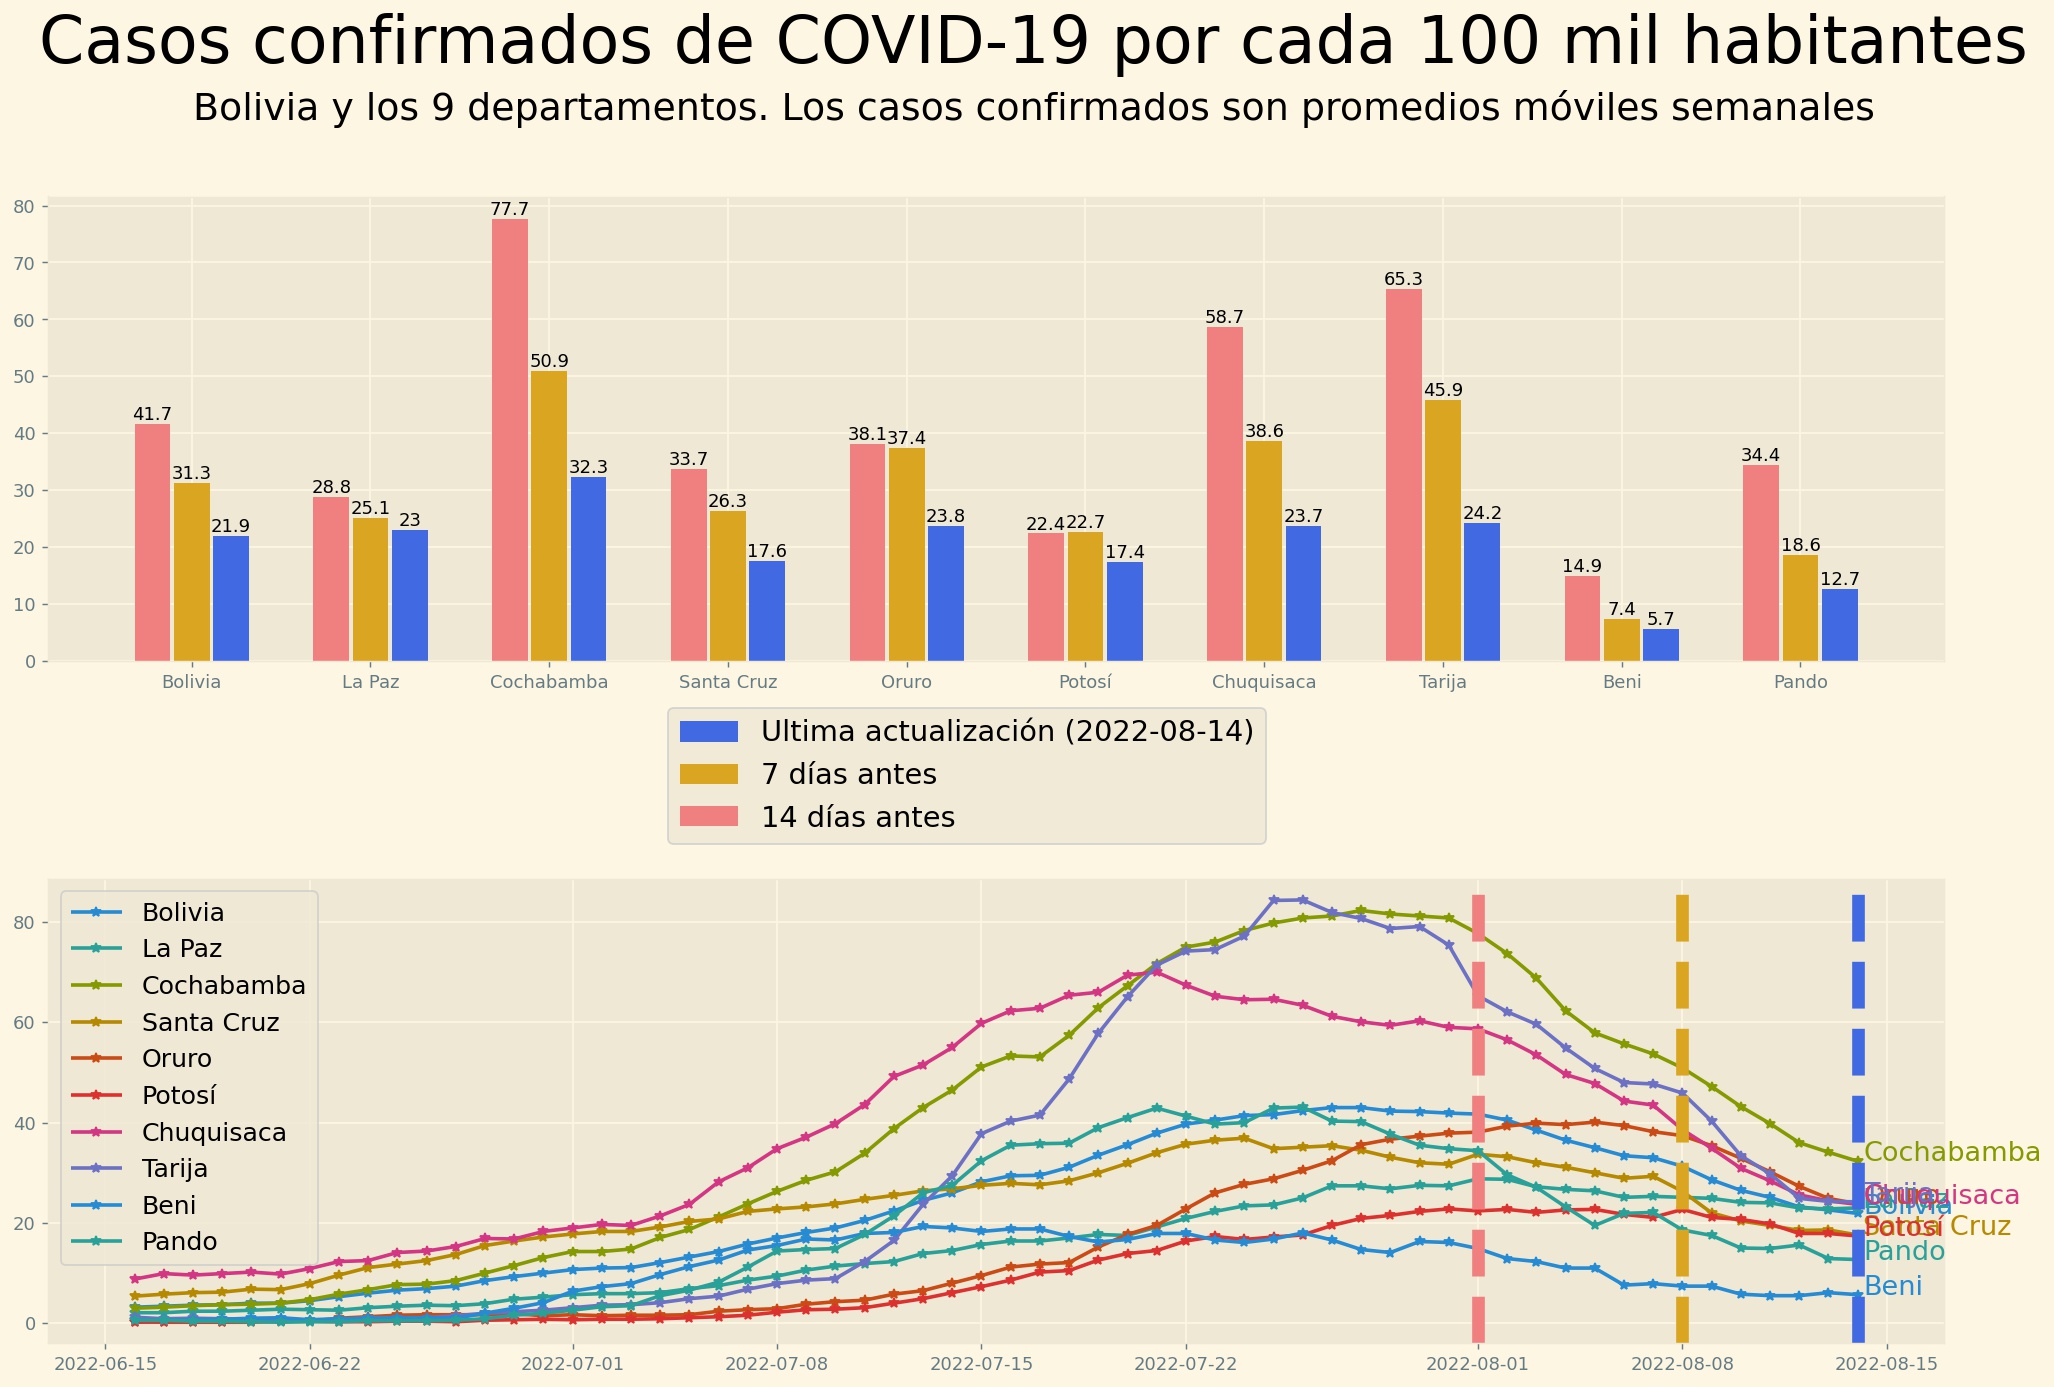 Casos confirmados de COVID-19 por cada 100 mil habitantes
Bolivia y los 9 departamentos. Los casos confirmados son promedios móviles semanales
80
70
60
50
40
30
20
10
0
41.7 31.3 21.9
28.8 25.1 23
77.7 50.9 32.3
33.7 26.3 17.6
38.1 37.4 23.8
22.4 22.7 17.4
58.7 38.6 23.7
65.3 45.9 24.2
14.9 7.4 5.7
34.4 18.6 12.7
Bolivia La Paz Cochabamba Santa Cruz Oruro Potosí Chuquisaca Tarija Beni Pando
Ultima actualización (2022-08-14)
7 días antes
14 días antes
80
60
40
20
0
Bolivia
La Paz
Cochabamba
Santa Cruz
Oruro
Potosí
Chuquisaca
Tarija
Beni
Pando
Cochabamba
Tarija
Chuquisaca
Bolivia
Santa Cruz
Potosí
Pando
Beni
2022-06-15 2022-06-22 2022-07-01 2022-07-08 2022-07-15 2022-07-22 2022-08-01 2022-08-08 2022-08-15